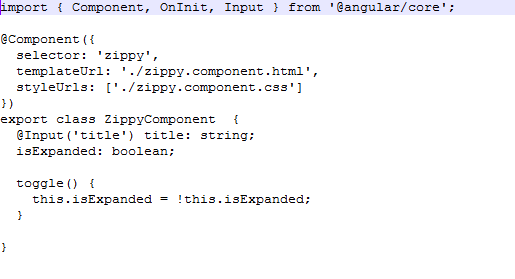 import { Component, OnInit, Input } from '@angular/core';
@Component({
  selector: 'zippy',
  templateUrl: './zippy.component.html',
  styleUrls: ['./zippy.component.css']
})
export class ZippyComponent  {
  @Input('title') title: string;
  isExpanded: boolean;
  toggle() {
    this.isExpanded = !this.isExpanded;
  }
}